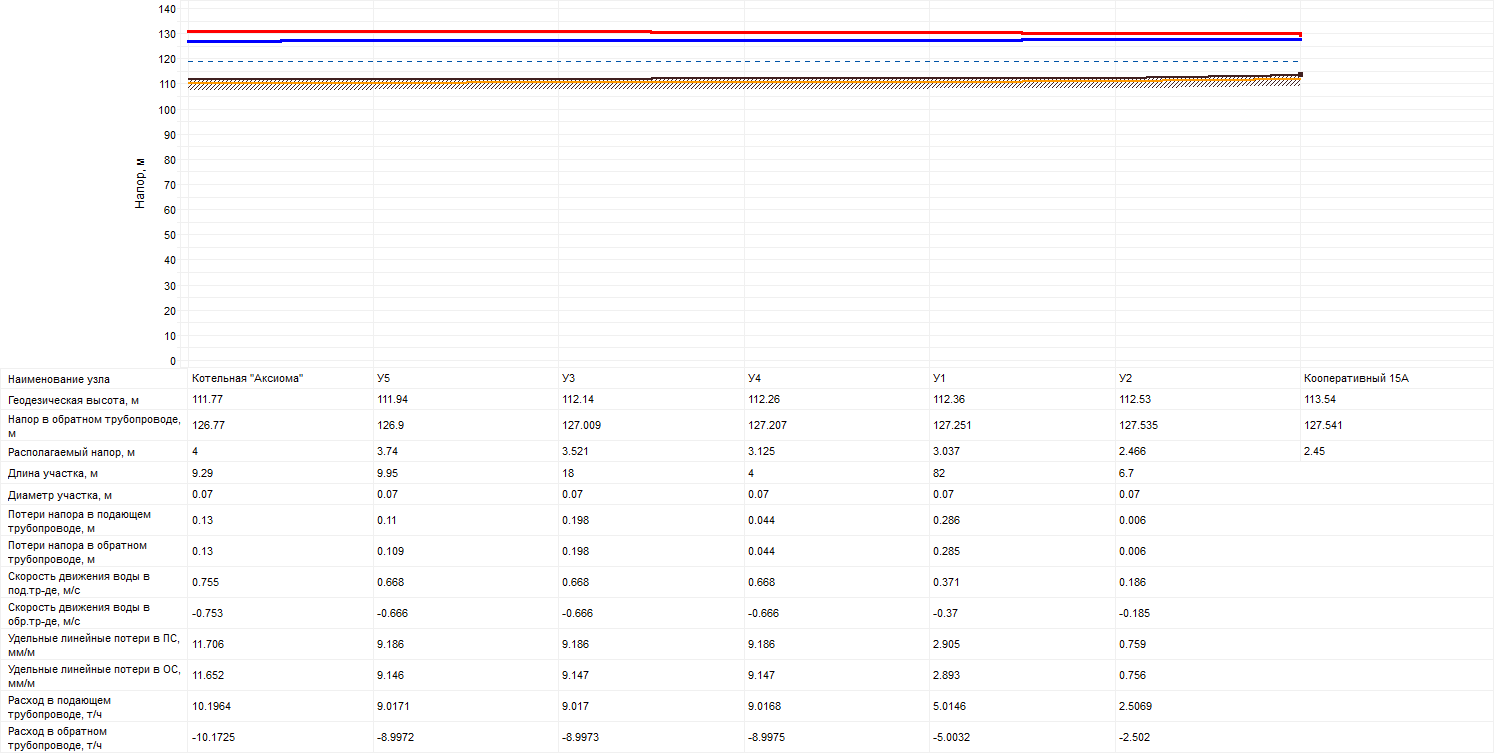 140
130
120
110
100
90
80
70
60
50
40
30
20
10
0
Напор, м
Наименование узла Котельная "Аксиома" У5 У3 У4 У1 У2 Кооперативный 15А
Геодезическая высота, м 111.77 111.94 112.14 112.26 112.36 112.53 113.54
Напор в обратном трубопроводе,
м 126.77 126.9 127.009 127.207 127.251 127.535 127.541
Располагаемый напор, м 4 3.74 3.521 3.125 3.037 2.466 2.45
Длина участка, м 9.29 9.95 18 4 82 6.7
Диаметр участка, м 0.07 0.07 0.07 0.07 0.07 0.07
Потери напора в подающем
трубопроводе, м 0.13 0.11 0.198 0.044 0.286 0.006
Потери напора в обратном
трубопроводе, м 0.13 0.109 0.198 0.044 0.285 0.006
Скорость движения воды в
под.тр-де, м/с 0.755 0.668 0.668 0.668 0.371 0.186
Скорость движения воды в
обр.тр-де, м/с -0.753 -0.666 -0.666 -0.666 -0.37 -0.185
Удельные линейные потери в ПС,
мм/м 11.706 9.186 9.186 9.186 2.905 0.759
Удельные линейные потери в ОС,
мм/м 11.652 9.146 9.147 9.147 2.893 0.756
Расход в подающем
трубопроводе, т/ч 10.1964 9.0171 9.017 9.0168 5.0146 2.5069
Расход в обратном
трубопроводе, т/ч -10.1725 -8.9972 -8.9973 -8.9975 -5.0032 -2.502